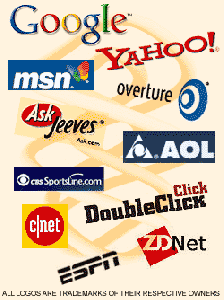 Google™
YAHOO!
msn
overture
Ask
Jeeves
Ask.com
AOL
CBS SportsLine.com
Click
DoubleClick
c|net
ZDNet
ESPN
ALL LOGOS ARE TRADEMARKS OF THEIR RESPECTIVE OWNERS